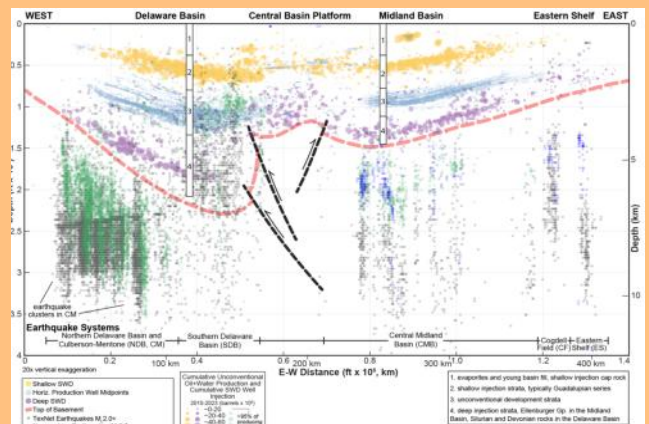 WEST Delaware Basin Central Basin Platform Midland Basin Eastern Shelf EAST
0 1 1 0
0.5 2 2
1 3 3
1.5 4 4 5
2
2.5
3 10
earthquake
clusters in CM
3.5
Earthquake Systems
Northern Delaware Basin and
Culberson-Mentone (NDB, CM)
Southern Delaware
Basin (SDB)
Central Midland
Basin (CMB)
Cogdell
Field (CF)
Eastern
Shelf (ES)
Depth (km)
4 0.2 100 km 0.4 0.6 200 km 0.8 300 km 1.0 1.2 400 km 1.4
20x vertical exaggeration
E-W Distance (ft x 10⁶, km)
Shallow SWD
Horiz. Production Well Midpoints
Deep SWD
Top of Basement
Cumulative Unconventional
Oil+Water Production and
Cumulative SWD Well
Injection
~0-20
~20-40
1. evaporites and young basin fill, shallow injection cap rock
2. shallow injection strata, typically Guadalupian series
3. unconventional development strata
4. deep injection strata, Ellenburger Gp. in the Midland
Basin, Silurian and Devonian rocks in the Delaware Basin